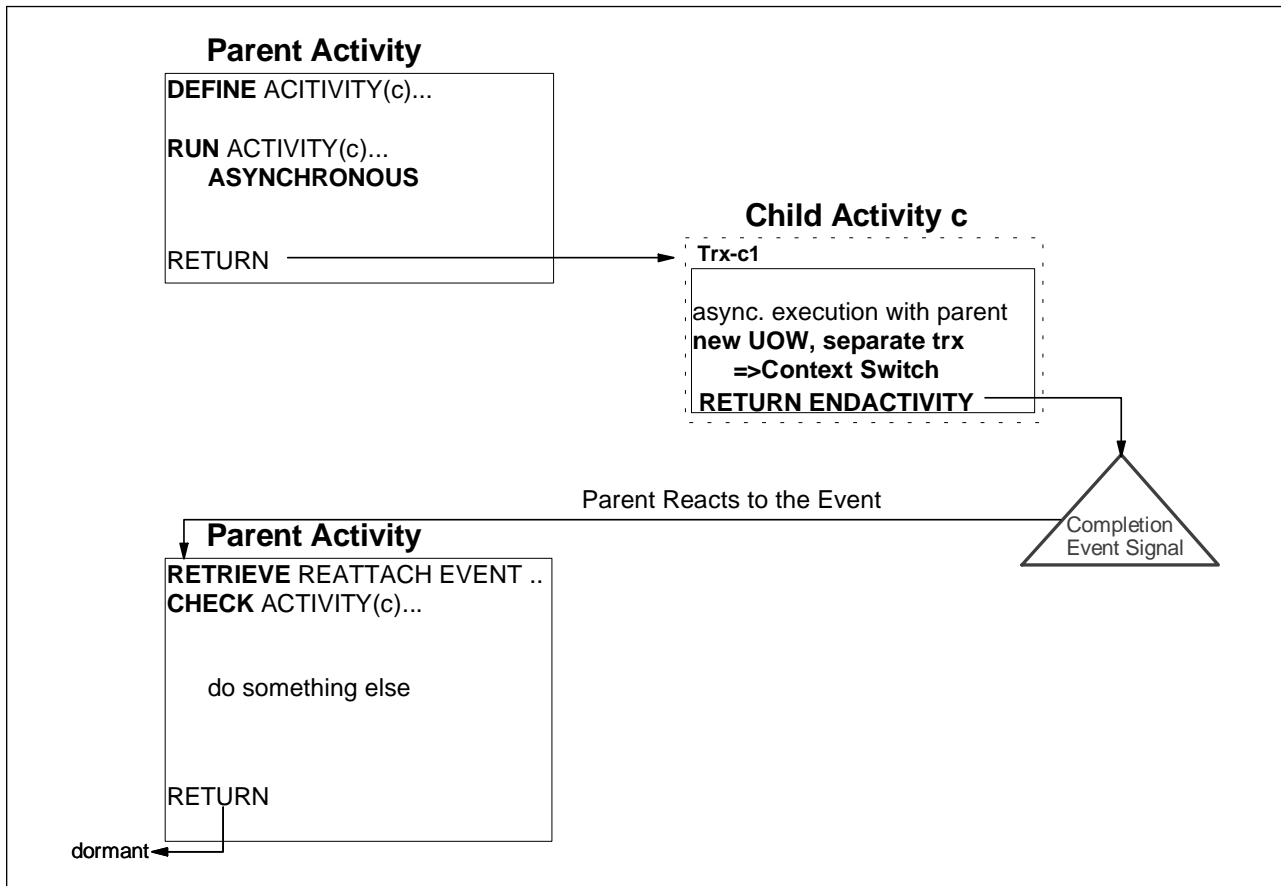 Parent Activity
DEFINE ACITIVITY(c)...
RUN ACTIVITY(c)...
ASYNCHRONOUS
RETURN
Child Activity c
Trx-c1
async. execution with parent
new UOW, separate trx
=>Context Switch
RETURN ENDACTIVITY
Completion
Event Signal
Parent Reacts to the Event
Parent Activity
RETRIEVE REATTACH EVENT ..
CHECK ACTIVITY(c)...
do something else
RETURN
dormant